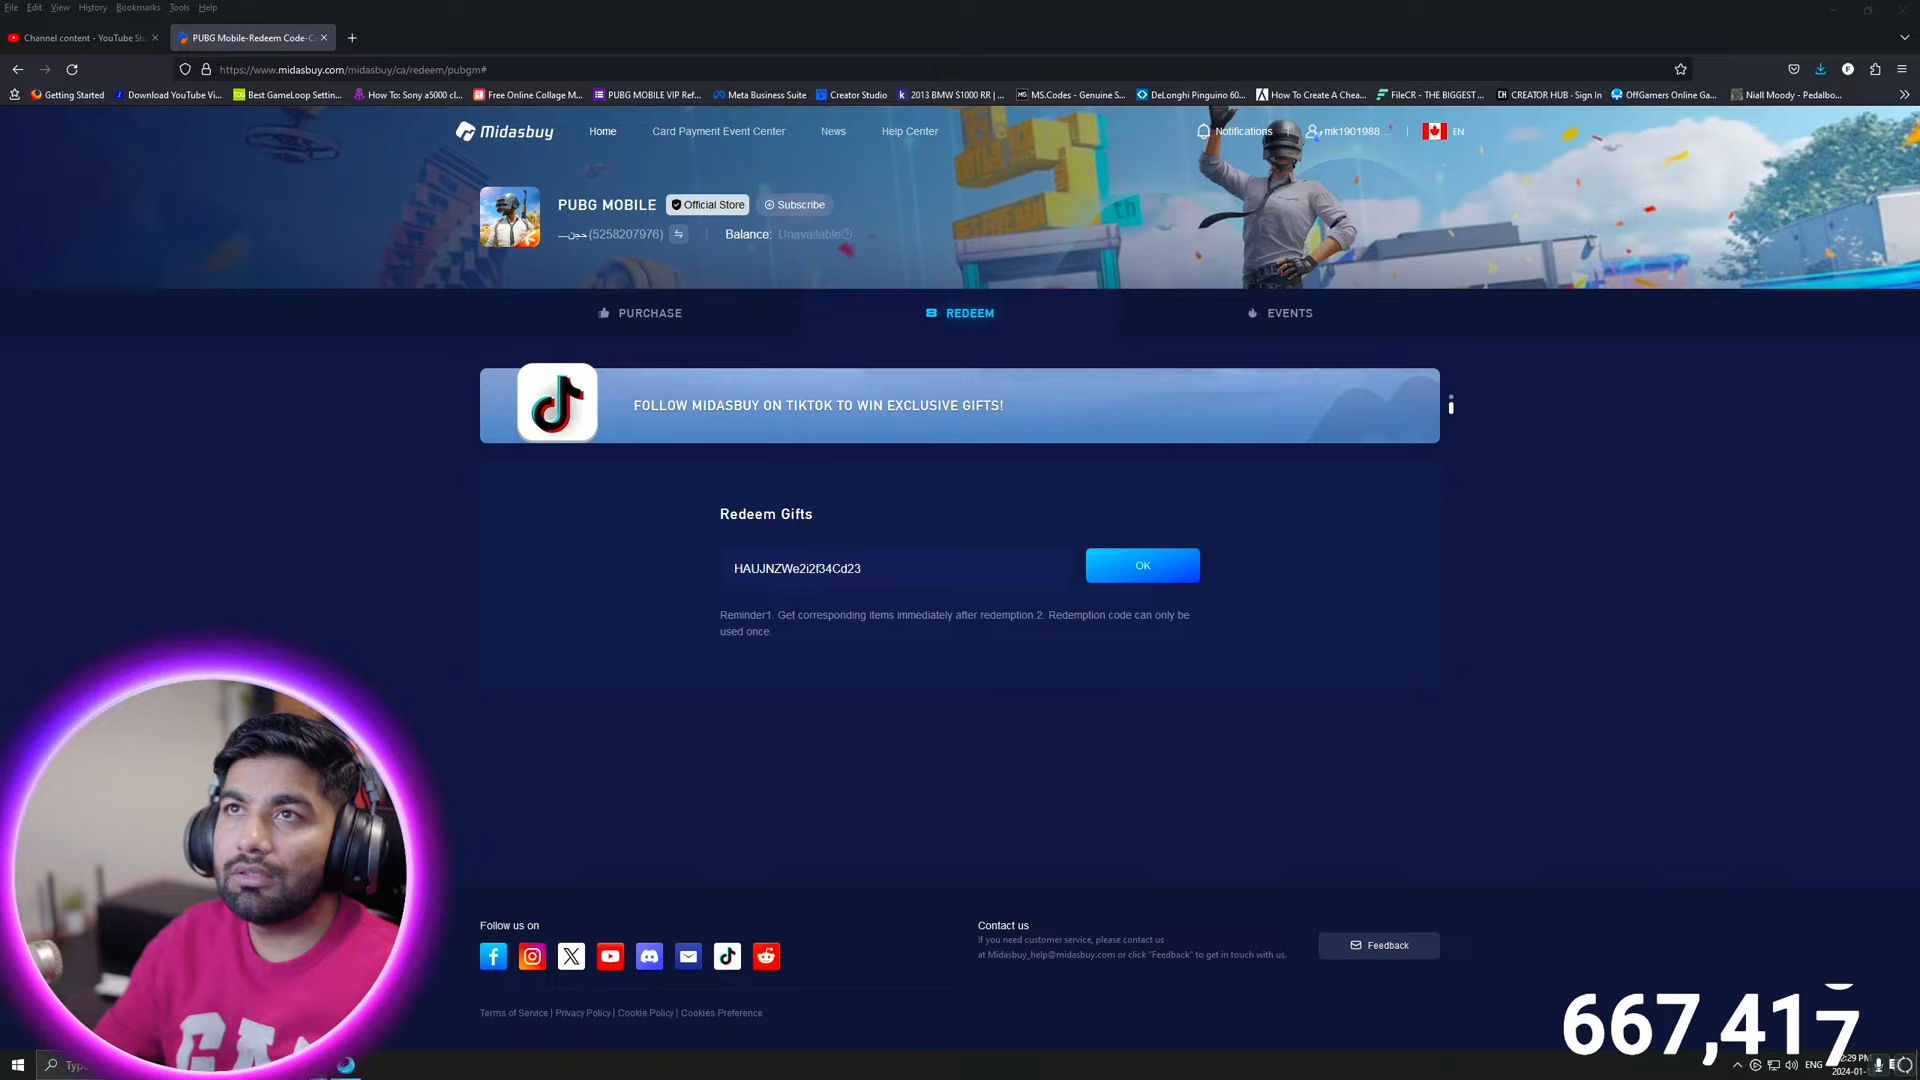 File Edit View History Bookmarks Tools Help
Channel content - YouTube Stu
PUBG Mobile-Redeem Code-C
https://www.midasbuy.com/midasbuy/ca/redeem/pubgm#
Getting Started Download YouTube Vi... Best GameLoop Settin... How To: Sony a5000 cl... Free Online Collage M... PUBG MOBILE VIP Ref... Meta Business Suite Creator Studio 2013 BMW S1000 RR | ... MS.Codes - Genuine S... DeLonghi Pinguino 60... How To Create A Chea... FileCR - THE BIGGEST ... CREATOR HUB · Sign In OffGamers Online Ga... Niall Moody - Pedalbo...
Midasbuy Home Card Payment Event Center News Help Center Notifications mk1901988... EN
PUBG MOBILE Official Store Subscribe
(5258207976) Balance: Unavailable
PURCHASE REDEEM EVENTS
FOLLOW MIDASBUY ON TIKTOK TO WIN EXCLUSIVE GIFTS!
Redeem Gifts
HAUJNZWe2i2f34Cd23 OK
Reminder1. Get corresponding items immediately after redemption.2. Redemption code can only be
used once.
Follow us on
Contact us
If you need customer service, please contact us
at Midasbuy_help@midasbuy.com or click "Feedback" to get in touch with us.
Feedback
Terms of Service | Privacy Policy | Cookie Policy | Cookies Preference
667,417
ENG